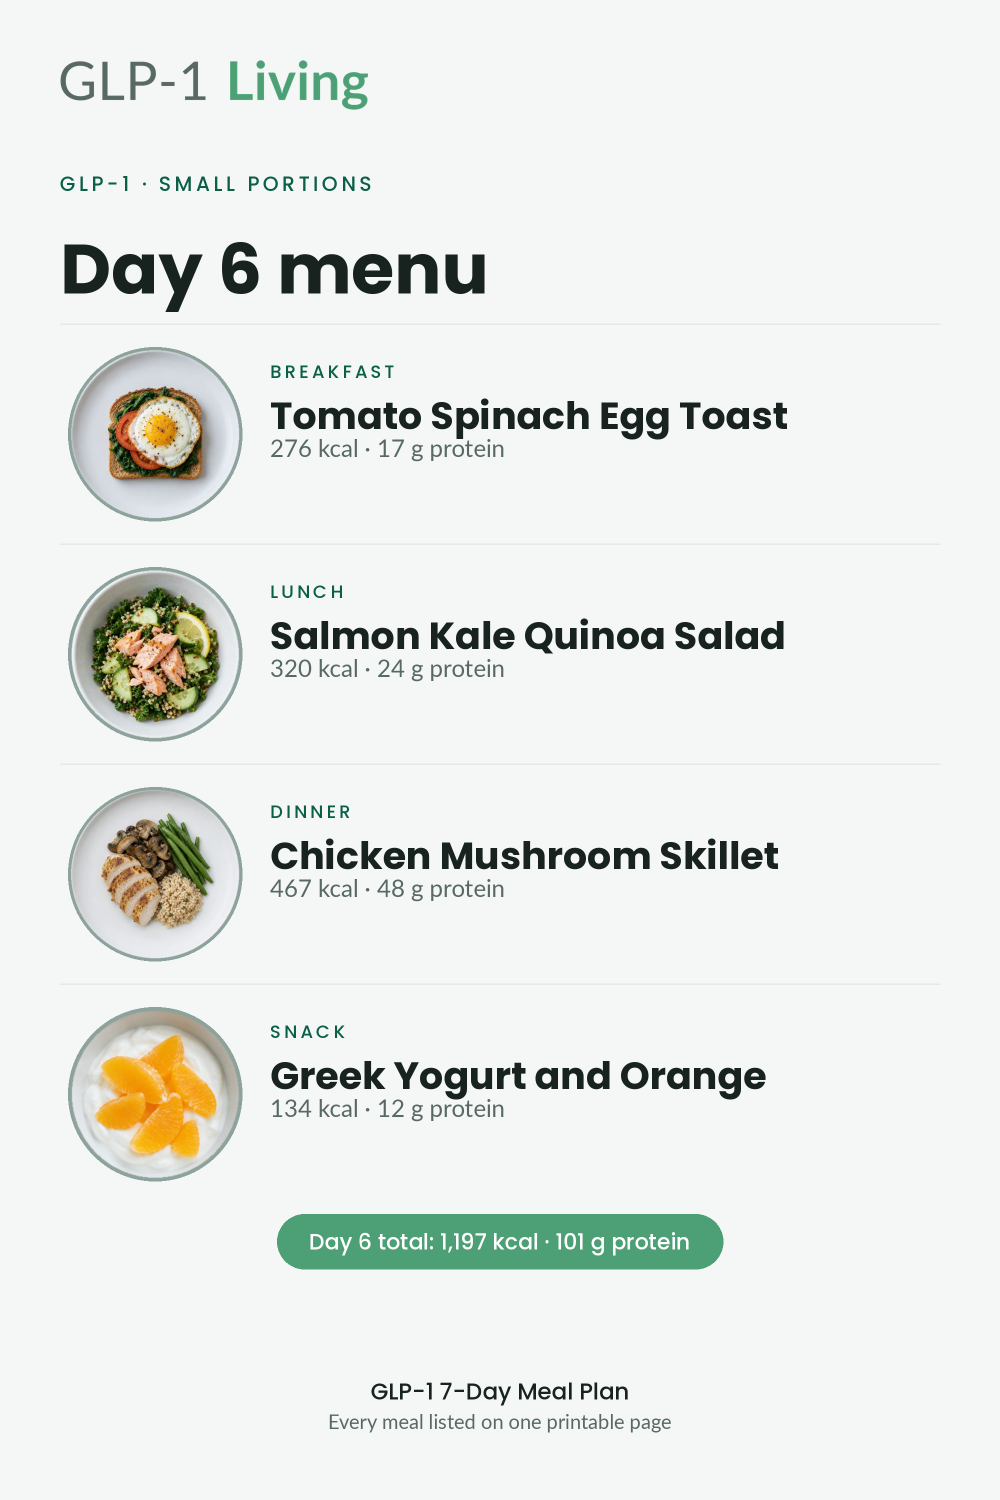 GLP-1 Living
GLP-1 · SMALL PORTIONS
Day 6 menu
BREAKFAST
Tomato Spinach Egg Toast
276 kcal · 17 g protein
LUNCH
Salmon Kale Quinoa Salad
320 kcal · 24 g protein
DINNER
Chicken Mushroom Skillet
467 kcal · 48 g protein
SNACK
Greek Yogurt and Orange
134 kcal · 12 g protein
Day 6 total: 1,197 kcal · 101 g protein
GLP-1 7-Day Meal Plan
Every meal listed on one printable page